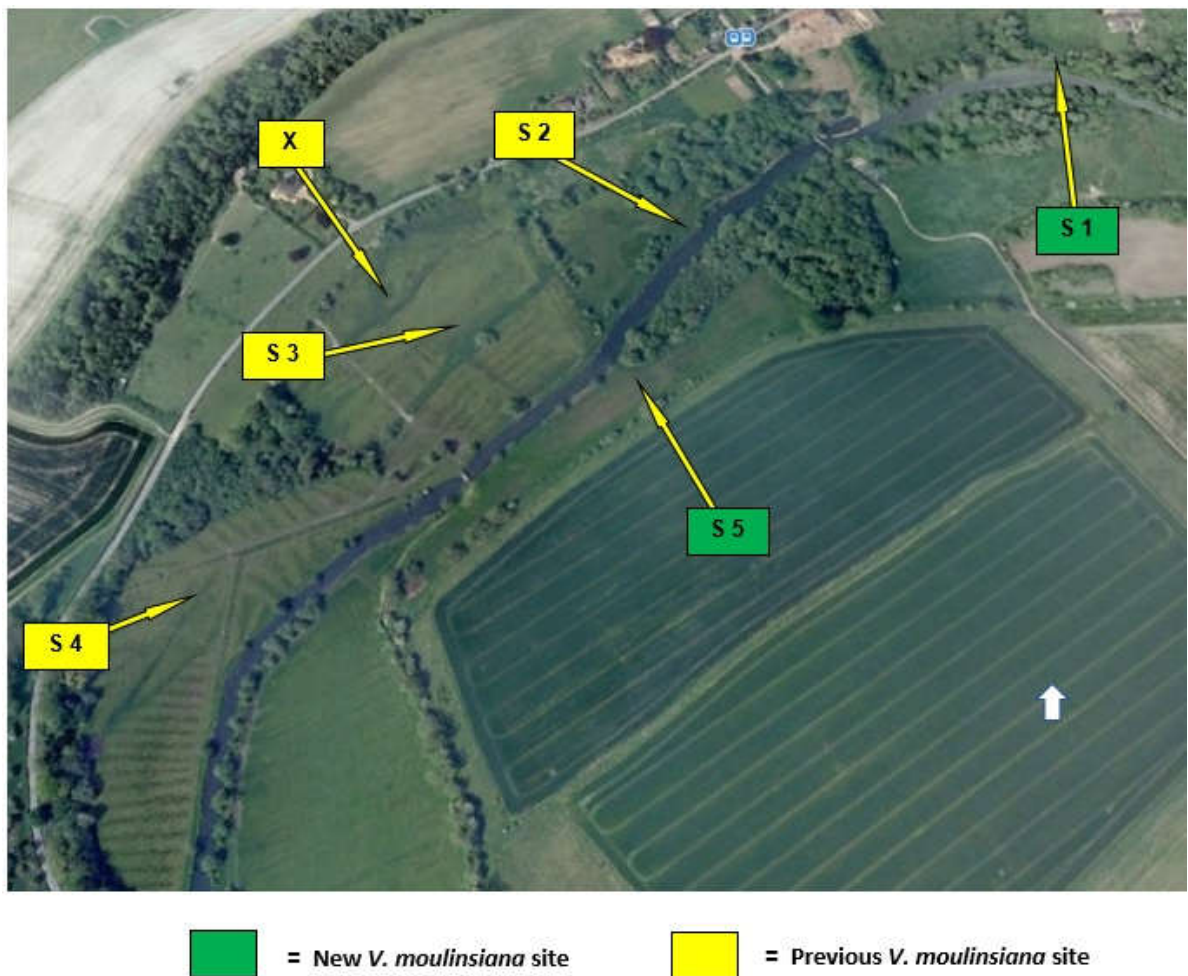 X
S 2
S 1
S 3
S 5
S 4
= New V. moulinsiana site
= Previous V. moulinsiana site